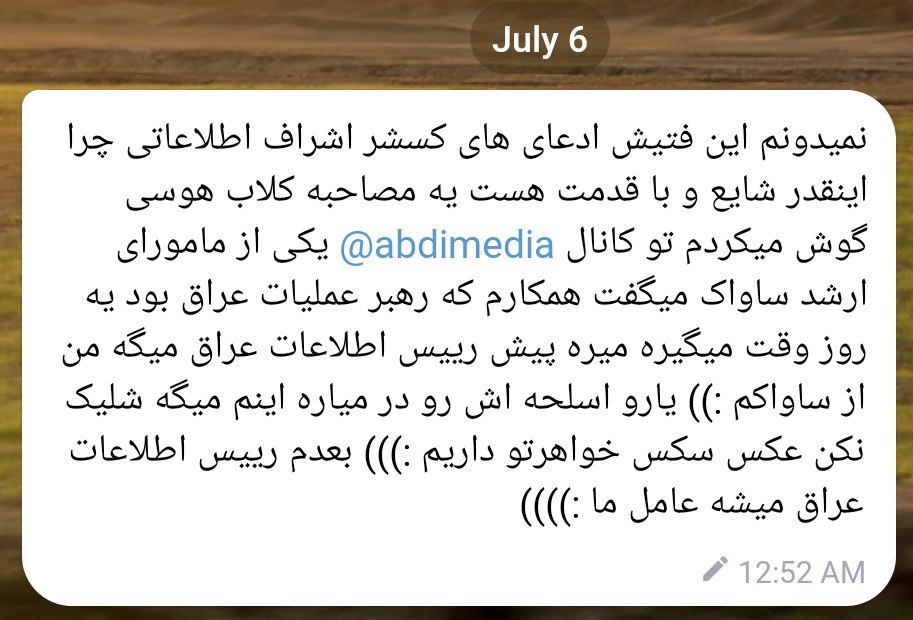 July 6
نمیدونم این فتیش ادعای های کسشر اشراف اطلاعاتی چرا
اینقدر شایع و با قدمت هست یه مصاحبه کلاب هوسی
گوش میکردم تو کانال @abdimedia یکی از مامورای
ارشد ساواک میگفت همکارم که رهبر عملیات عراق بود یه
روز وقت میگیره میره پیش رییس اطلاعات عراق میگه من
از ساواکم :)) یارو اسلحه اش رو در میاره اینم میگه شلیک
نکن عکس سکس خواهرتو داریم :))) بعدم رییس اطلاعات
عراق میشه عامل ما :))))
12:52 AM